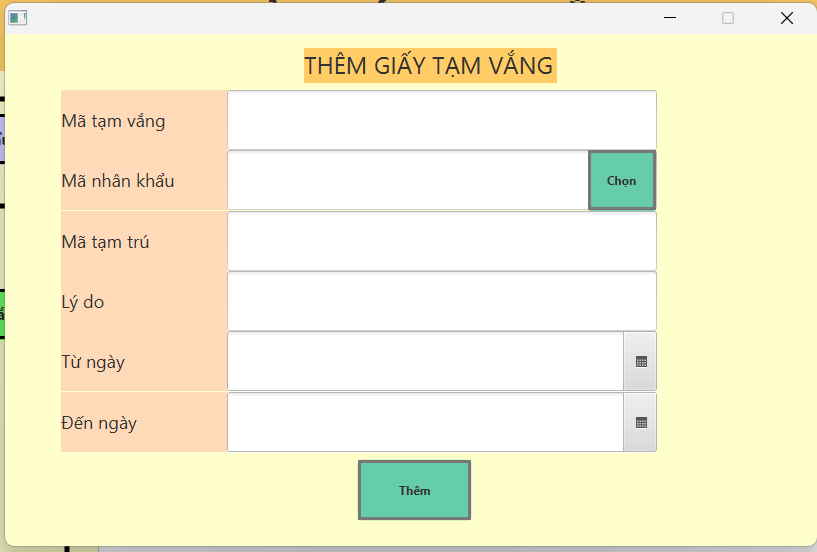 THÊM GIẤY TẠM VẮNG
Mã tạm vắng
Mã nhân khẩu
Chọn
Mã tạm trú
Lý do
Từ ngày
Đến ngày
Thêm